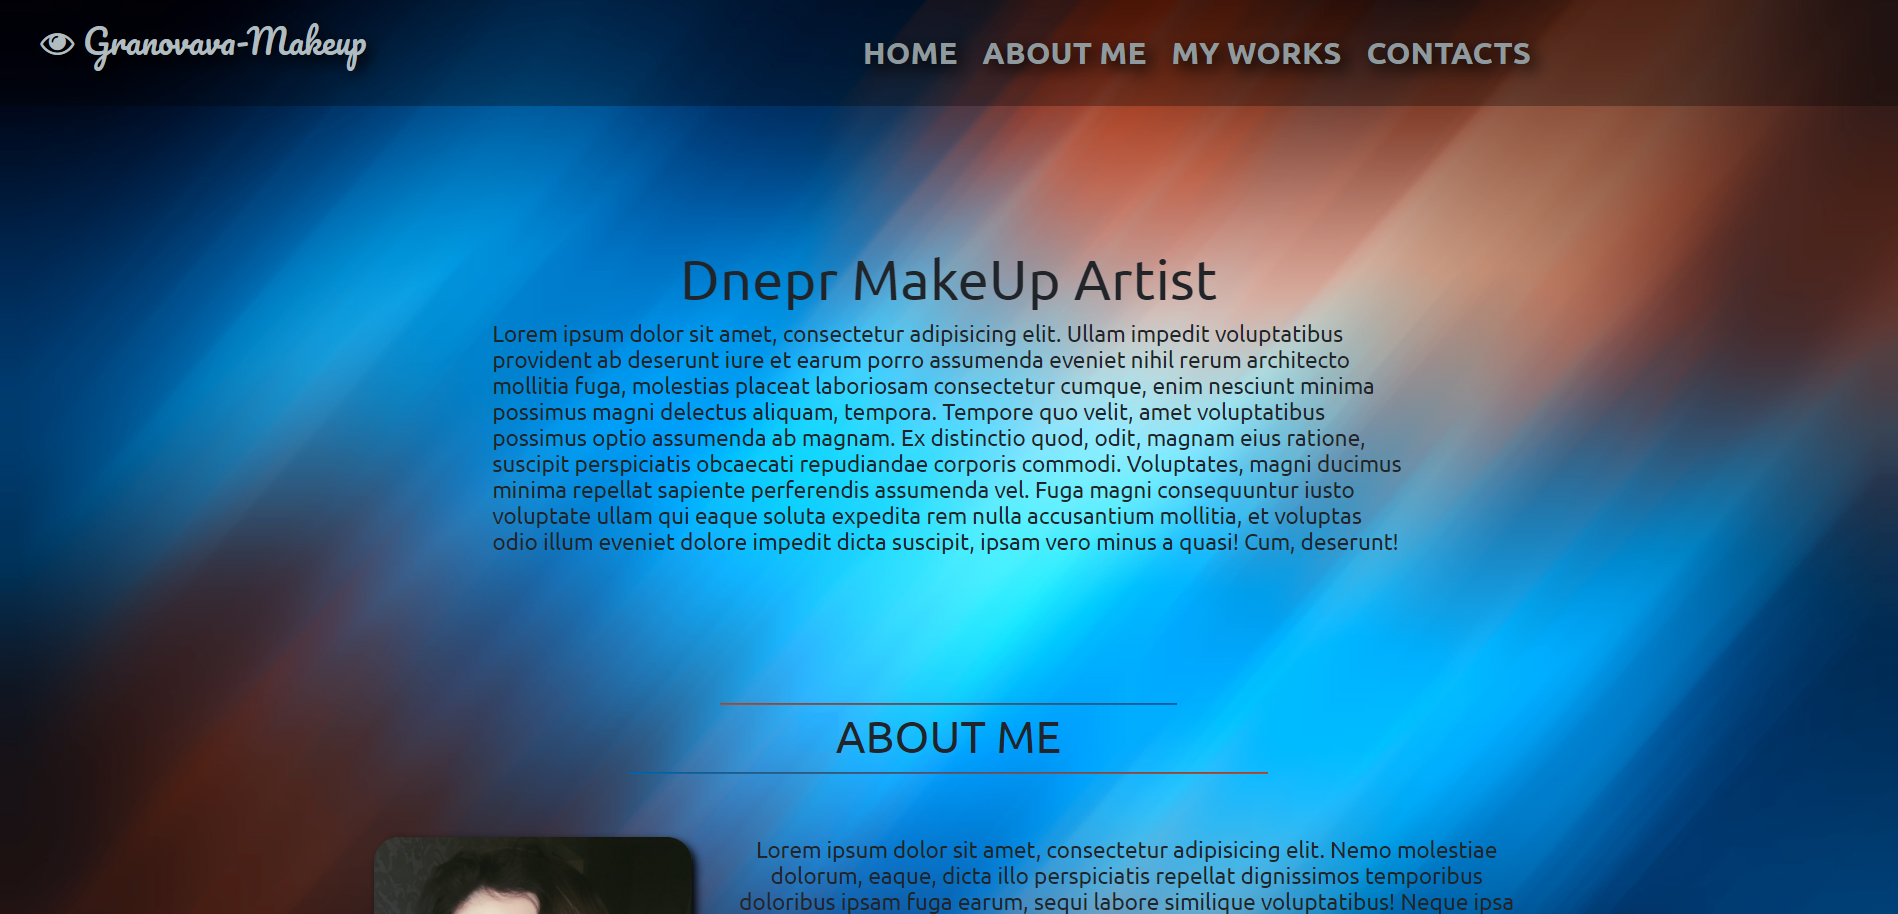 Granovava-Makeup
HOME ABOUT ME MY WORKS CONTACTS
Dnepr MakeUp Artist
Lorem ipsum dolor sit amet, consectetur adipisicing elit. Ullam impedit voluptatibus
provident ab deserunt iure et earum porro assumenda eveniet nihil rerum architecto
mollitia fuga, molestias placeat laboriosam consectetur cumque, enim nesciunt minima
possimus magni delectus aliquam, tempora. Tempore quo velit, amet voluptatibus
possimus optio assumenda ab magnam. Ex distinctio quod, odit, magnam eius ratione,
suscipit perspiciatis obcaecati repudiandae corporis commodi. Voluptates, magni ducimus
minima repellat sapiente perferendis assumenda vel. Fuga magni consequuntur iusto
voluptate ullam qui eaque soluta expedita rem nulla accusantium mollitia, et voluptas
odio illum eveniet dolore impedit dicta suscipit, ipsam vero minus a quasi! Cum, deserunt!
ABOUT ME
Lorem ipsum dolor sit amet, consectetur adipisicing elit. Nemo molestiae
dolorum, eaque, dicta illo perspiciatis repellat dignissimos temporibus
doloribus ipsam fuga earum, sequi labore similique voluptatibus! Neque ipsa